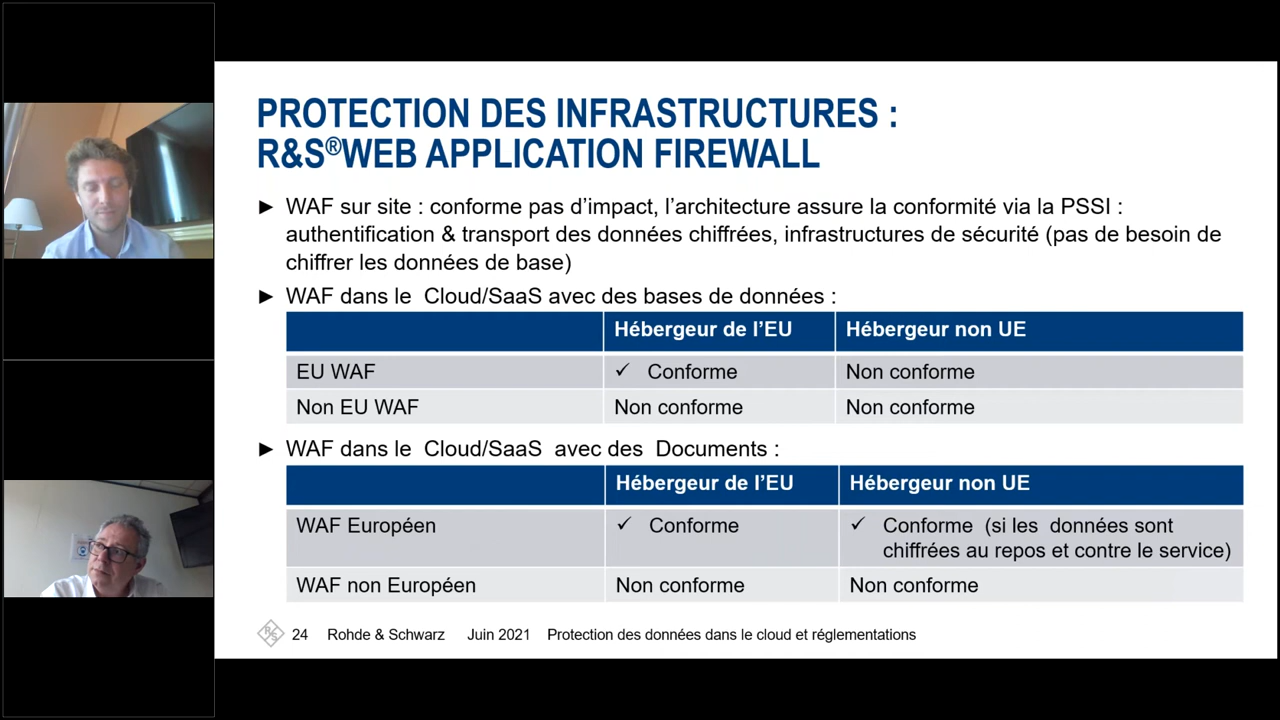 PROTECTION DES INFRASTRUCTURES :
R&S®WEB APPLICATION FIREWALL
► WAF sur site : conforme pas d’impact, l’architecture assure la conformité via la PSSI :
authentification & transport des données chiffrées, infrastructures de sécurité (pas de besoin de
chiffrer les données de base)
► WAF dans le Cloud/SaaS avec des bases de données :
Hébergeur de l’EU Hébergeur non UE
EU WAF ✓ Conforme Non conforme
Non EU WAF Non conforme Non conforme
► WAF dans le Cloud/SaaS avec des Documents :
Hébergeur de l’EU Hébergeur non UE
WAF Européen ✓ Conforme ✓ Conforme (si les données sont
chiffrées au repos et contre le service)
WAF non Européen Non conforme Non conforme
R&S 24 Rohde & Schwarz Juin 2021 Protection des données dans le cloud et réglementations